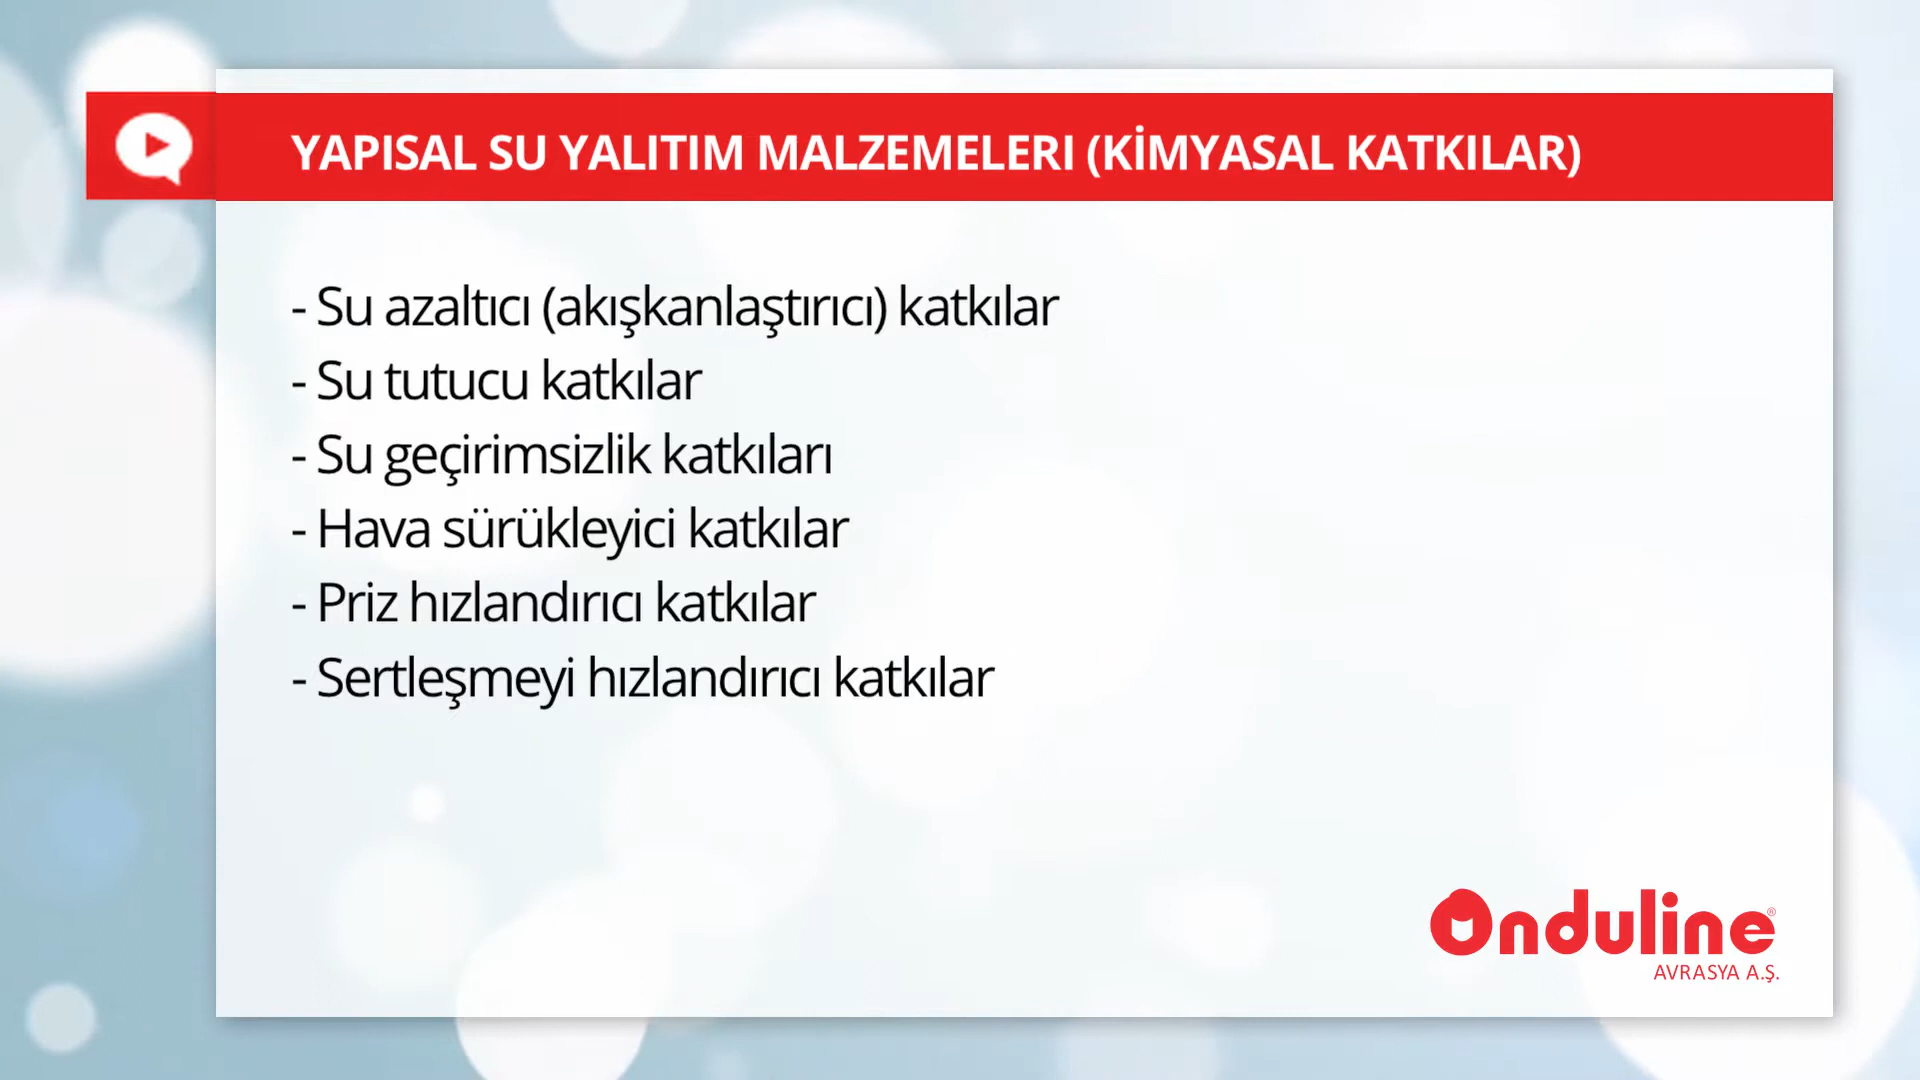 YAPISAL SU YALITIM MALZEMELERI (KİMYASAL KATKILAR)
- Su azaltıcı (akışkanlaştırıcı) katkılar
- Su tutucu katkılar
- Su geçirimsizlik katkıları
- Hava sürükleyici katkılar
- Priz hızlandırıcı katkılar
- Sertleşmeyi hızlandırıcı katkılar
Onduline®
AVRASYA A.Ş.